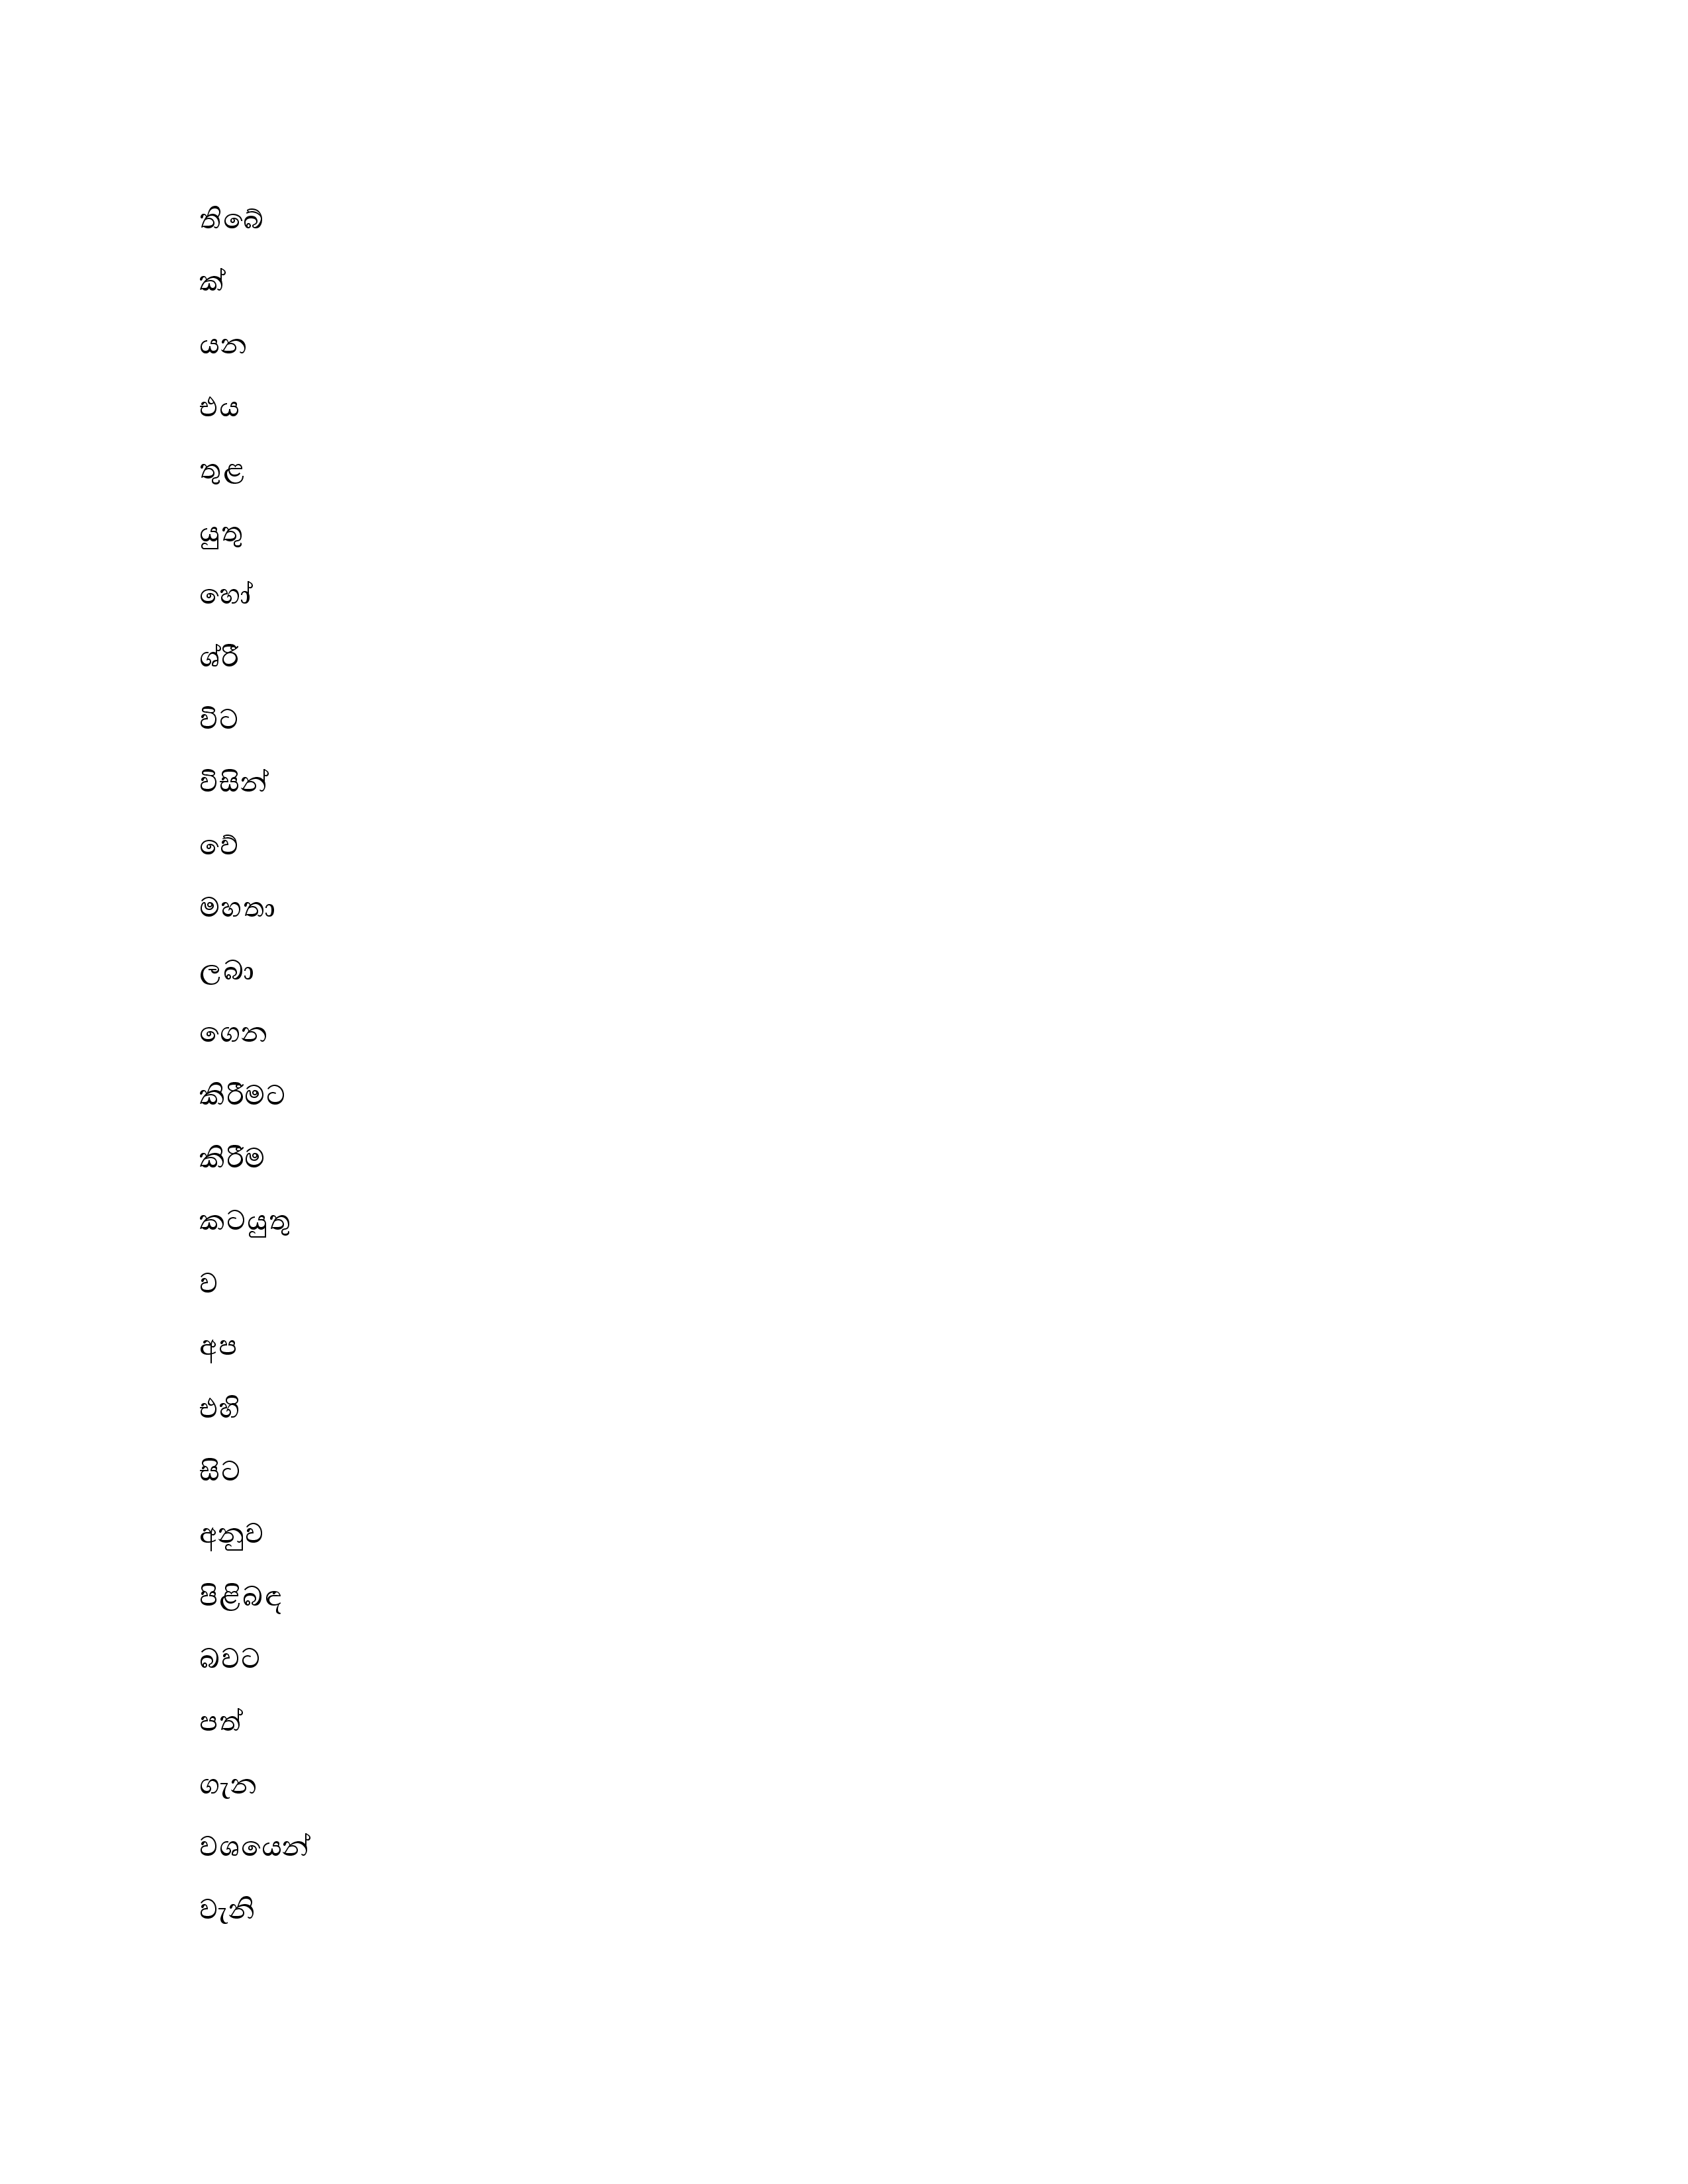 තිබේ
ක්
යන
එය
තුළ
යුතු
හෝ
ශ්රී
විට
විසින්
වේ
මහතා
ලබා
ගෙන
කිරීමට
කිරීම
කටයුතු
ව
අප
එහි
සිට
අනුව
පිළිබඳ
බවට
පත්
ගැන
වශයෙන්
වැනි